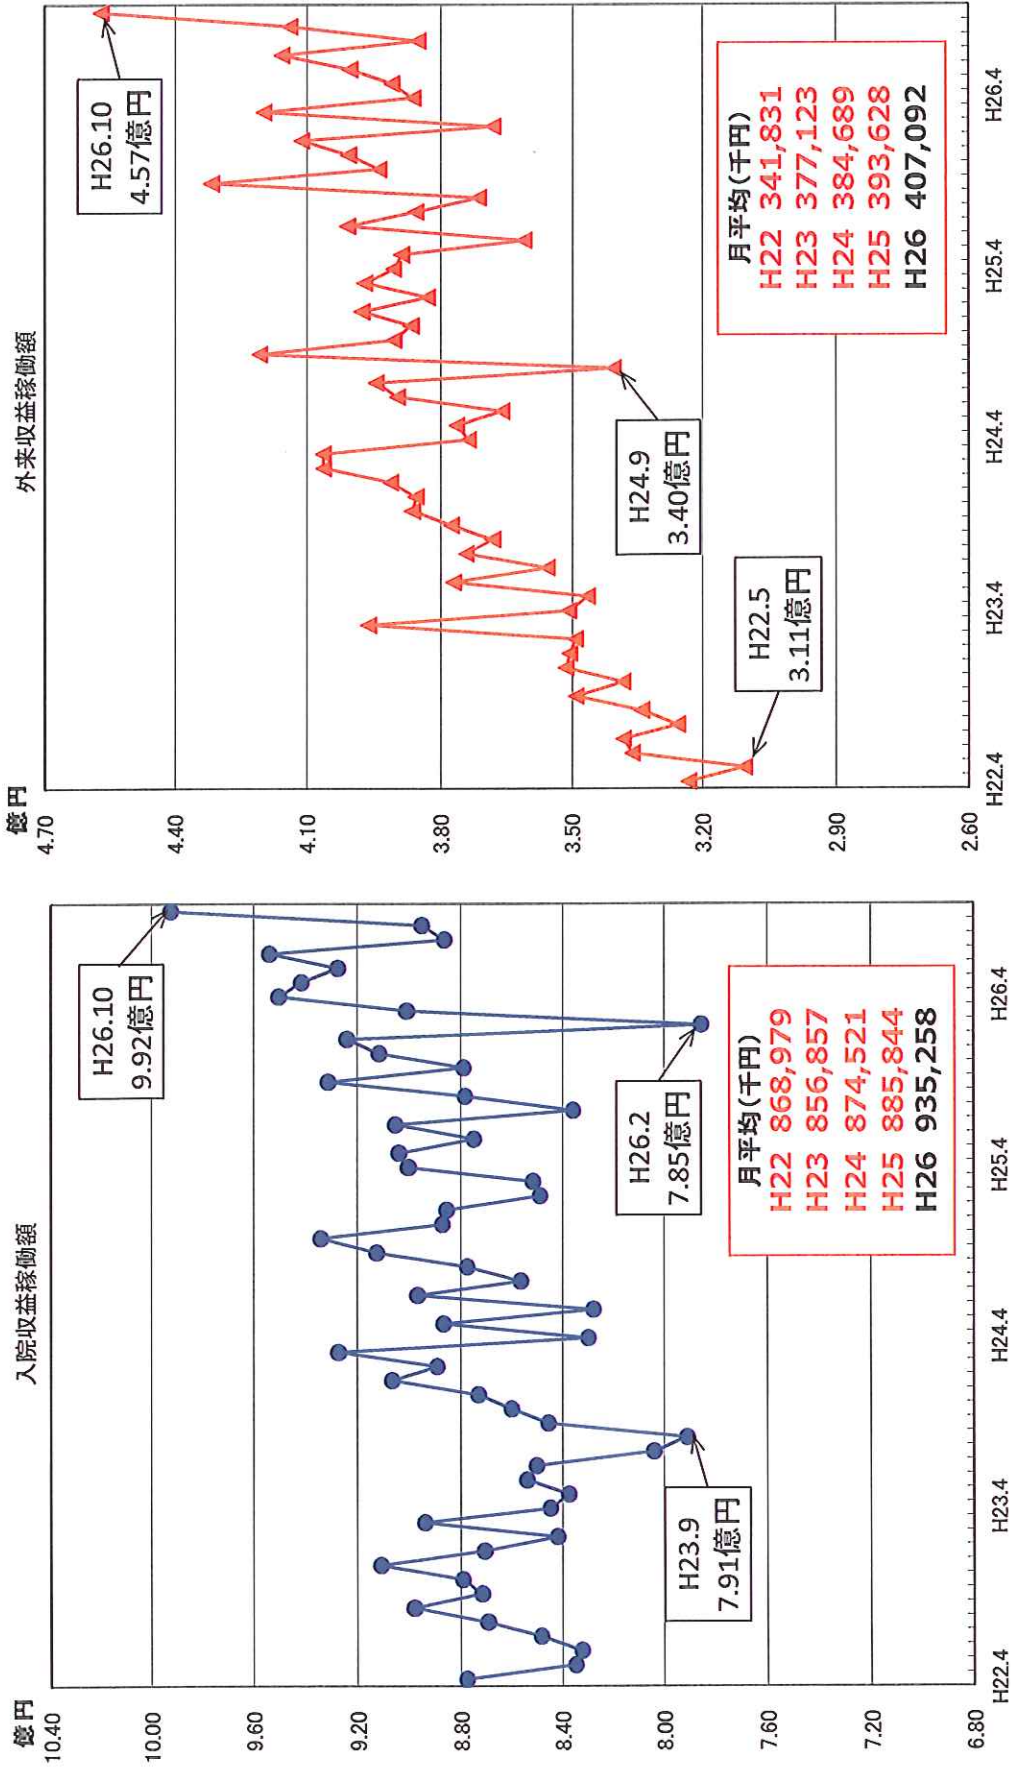 入院収益稼働額
億円
10.40
10.00
9.60
9.20
8.80
8.40
8.00
7.60
7.20
6.80
H22.4
H23.4
H24.4
H25.4
H26.4
H26.10
9.92億円
H26.2
7.85億円
H23.9
7.91億円
月平均(千円)
H22 868,979
H23 856,857
H24 874,521
H25 885,844
H26 935,258
外来収益稼働額
億円
4.70
4.40
4.10
3.80
3.50
3.20
2.90
2.60
H22.4
H23.4
H24.4
H25.4
H26.4
H26.10
4.57億円
H24.9
3.40億円
H22.5
3.11億円
月平均(千円)
H22 341,831
H23 377,123
H24 384,689
H25 393,628
H26 407,092